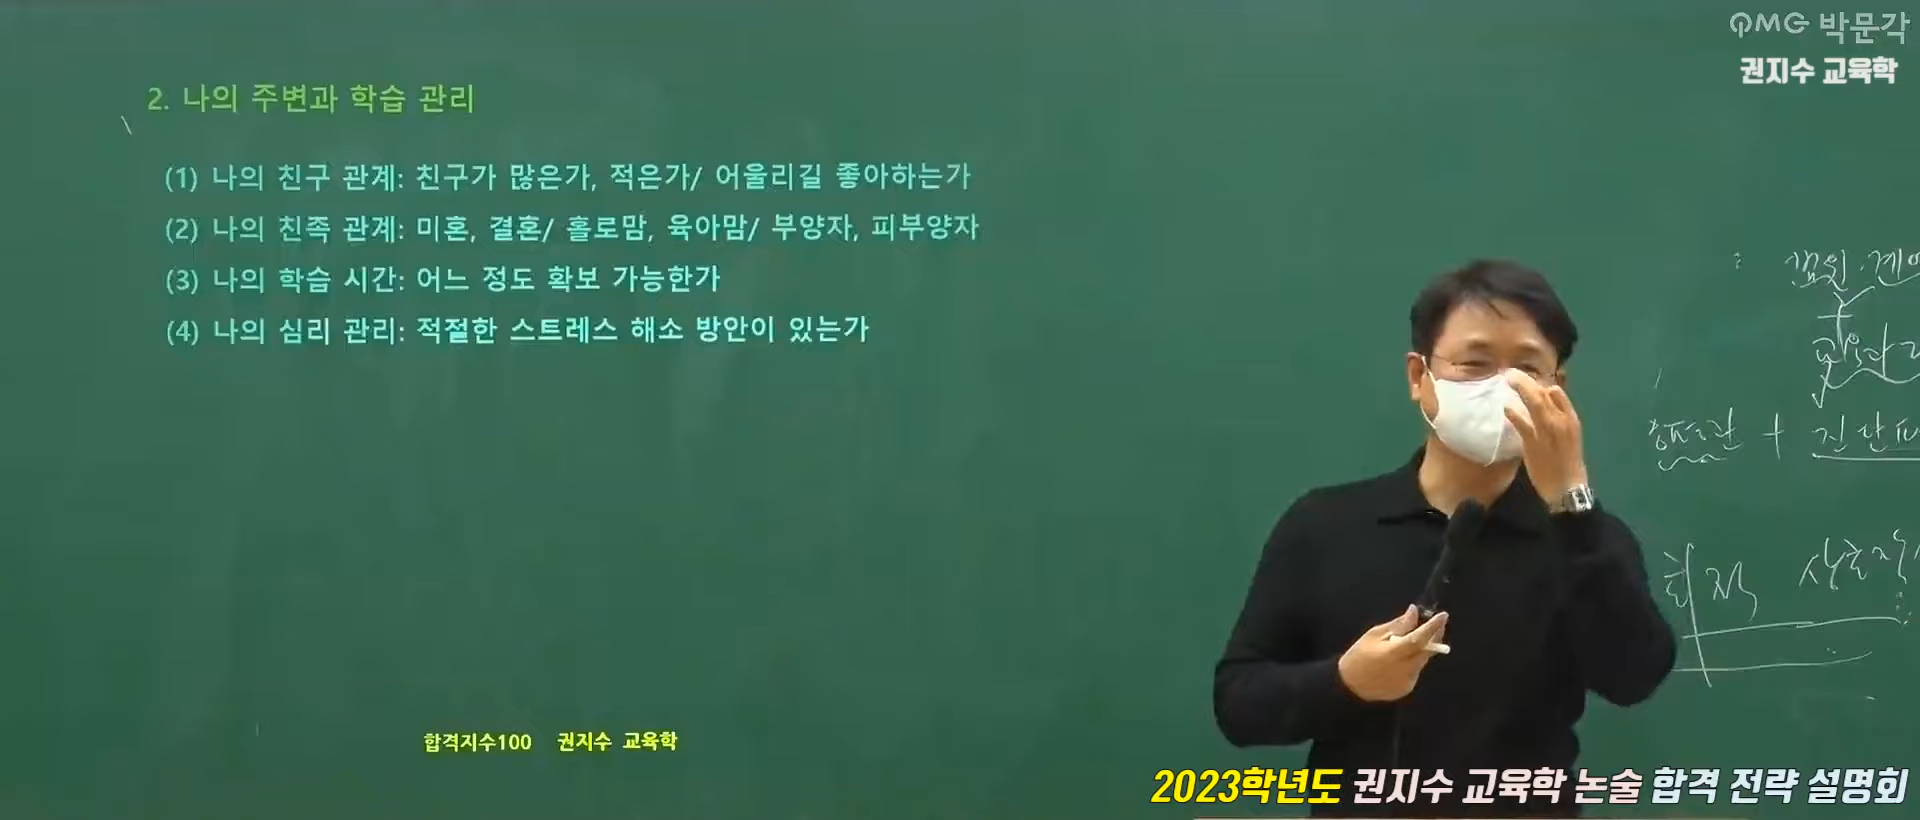 PMG 박문각
권지수 교육학
2. 나의 주변과 학습 관리
(1) 나의 친구 관계: 친구가 많은가, 적은가/ 어울리길 좋아하는가
(2) 나의 친족 관계: 미혼, 결혼/ 홀로맘, 육아맘/ 부양자, 피부양자
(3) 나의 학습 시간: 어느 정도 확보 가능한가
(4) 나의 심리 관리: 적절한 스트레스 해소 방안이 있는가
+
합격지수100 권지수 교육학
2023학년도 권지수 교육학 논술 합격 전략 설명회